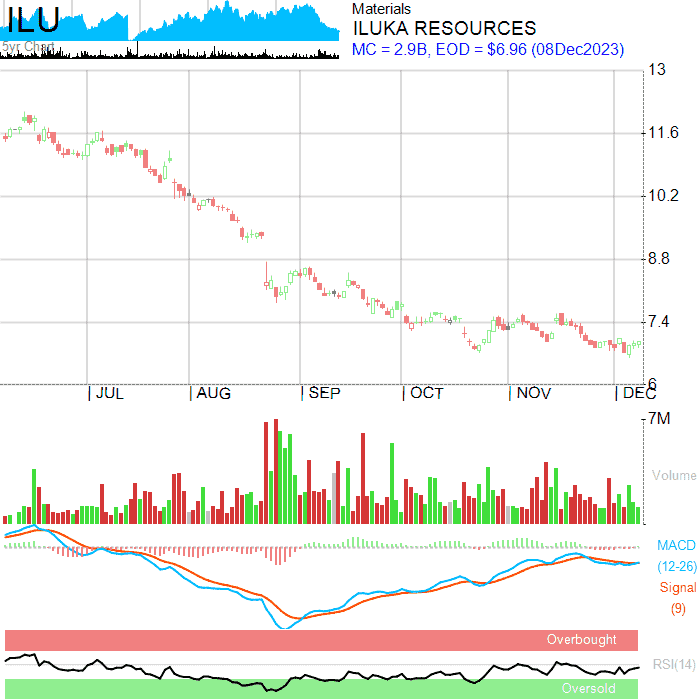 ILU
5yr Chart
Materials
ILUKA RESOURCES
MC = 2.9B, EOD = $6.96 (08Dec2023)
13
11.6
10.2
8.8
7.4
6
JUL AUG SEP OCT NOV DEC
7M
Volume
MACD
(12-26)
Signal
(9)
Overbought
RSI(14)
Oversold